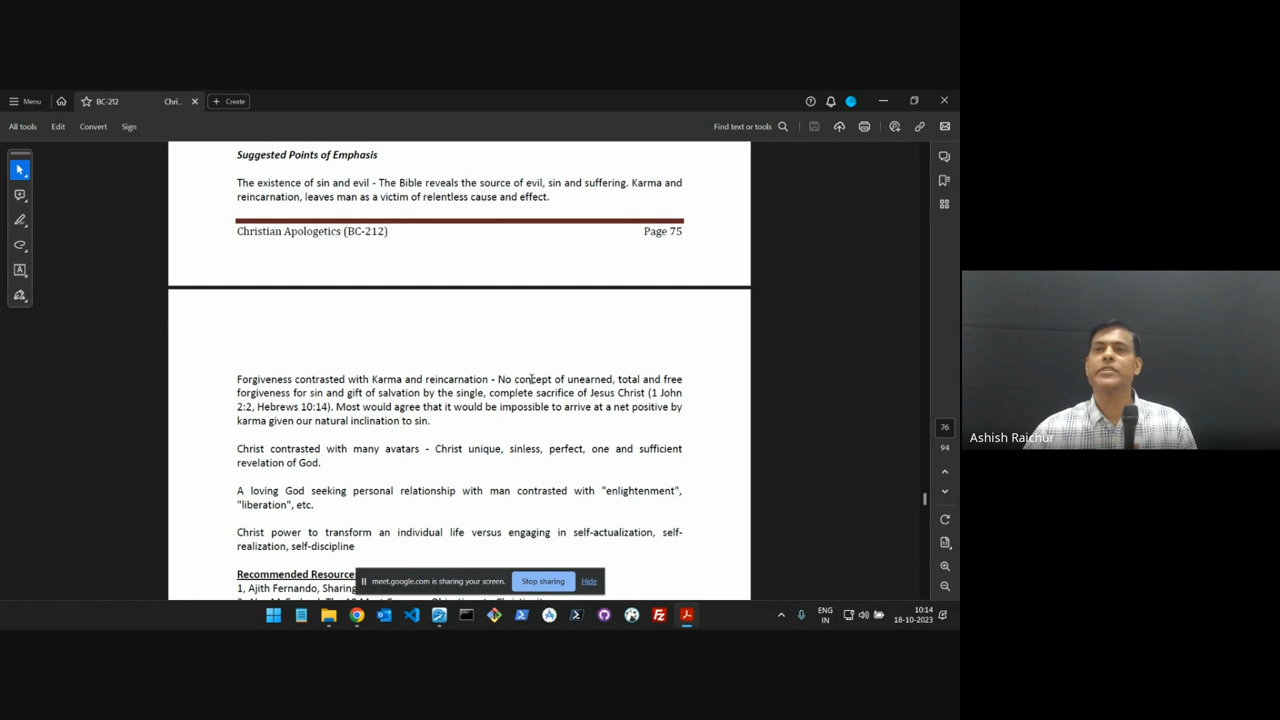 Menu
BC-212
Chri...
Create
All tools
Edit
Convert
Sign
Find text or tools
Suggested Points of Emphasis
The existence of sin and evil - The Bible reveals the source of evil, sin and suffering. Karma and
reincarnation, leaves man as a victim of relentless cause and effect.
Christian Apologetics (BC-212)
Page 75
Forgiveness contrasted with Karma and reincarnation - No concept of unearned, total and free
forgiveness for sin and gift of salvation by the single, complete sacrifice of Jesus Christ (1 John
2:2, Hebrews 10:14). Most would agree that it would be impossible to arrive at a net positive by
karma given our natural inclination to sin.
Christ contrasted with many avatars - Christ unique, sinless, perfect, one and sufficient
revelation of God.
A loving God seeking personal relationship with man contrasted with "enlightenment",
"liberation", etc.
Christ power to transform an individual life versus engaging in self-actualization, self-
realization, self-discipline
Recommended Resource
1, Ajith Fernando, Sharing
76
94
meet.google.com is sharing your screen.
Stop sharing
Hide
Ashish Raichur
ENG
IN
10:14
18-10-2023